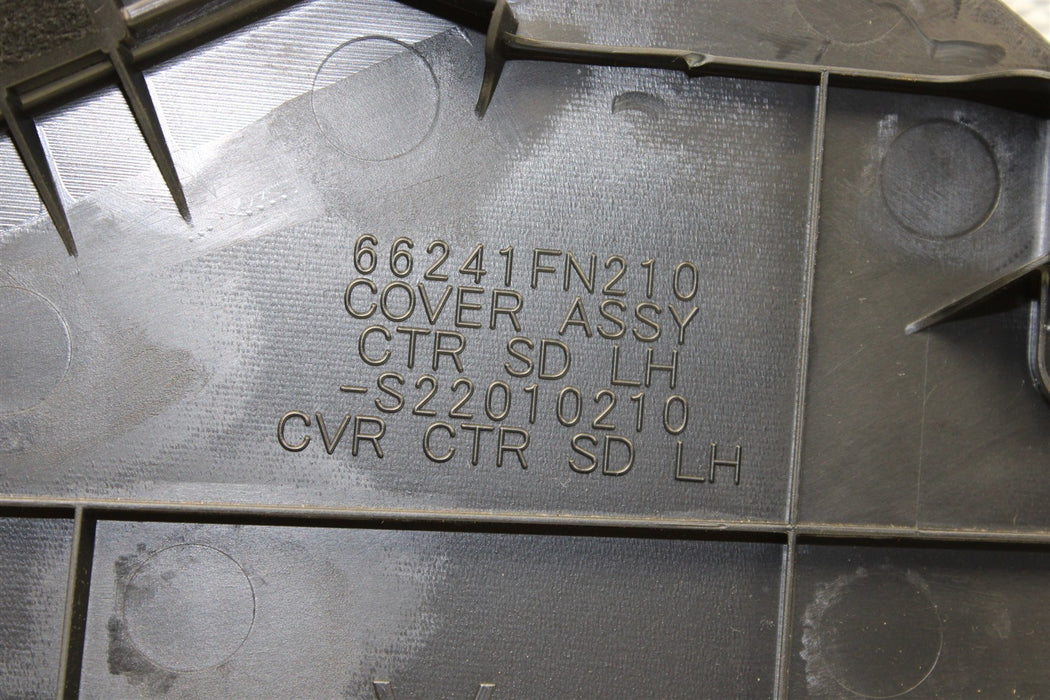 66241FN210
COVER ASSY
CTR SD LH
-S22010210
CVR CTR SD LH